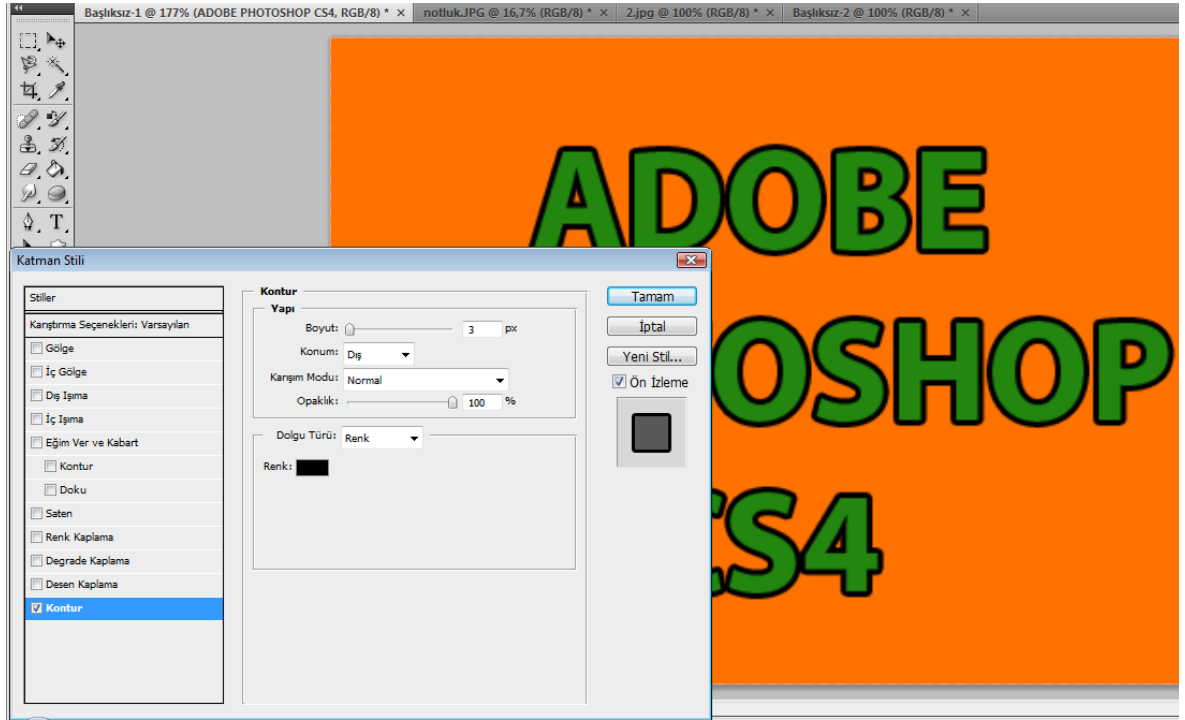 Başlıksız-1 @ 177% (ADOBE PHOTOSHOP CS4, RGB/8) * ×
notluk.JPG @ 16,7% (RGB/8) * ×
2.jpg @ 100% (RGB/8) * ×
Başlıksız-2 @ 100% (RGB/8) * ×
ADOBE
OSHOP
CS4
Katman Stili
Stiller
Karıştırma Seçenekleri: Varsayılan
Gölge
İç Gölge
Dış Işıma
İç Işıma
Eğim Ver ve Kabart
Kontur
Doku
Saten
Renk Kaplama
Degrade Kaplama
Desen Kaplama
Kontur
Kontur
Yapı
Boyut: 3 px
Konum: Dış
Karışım Modu: Normal
Opaklık: 100 %
Dolgu Türü: Renk
Renk:
Tamam
İptal
Yeni Stil...
Ön İzleme